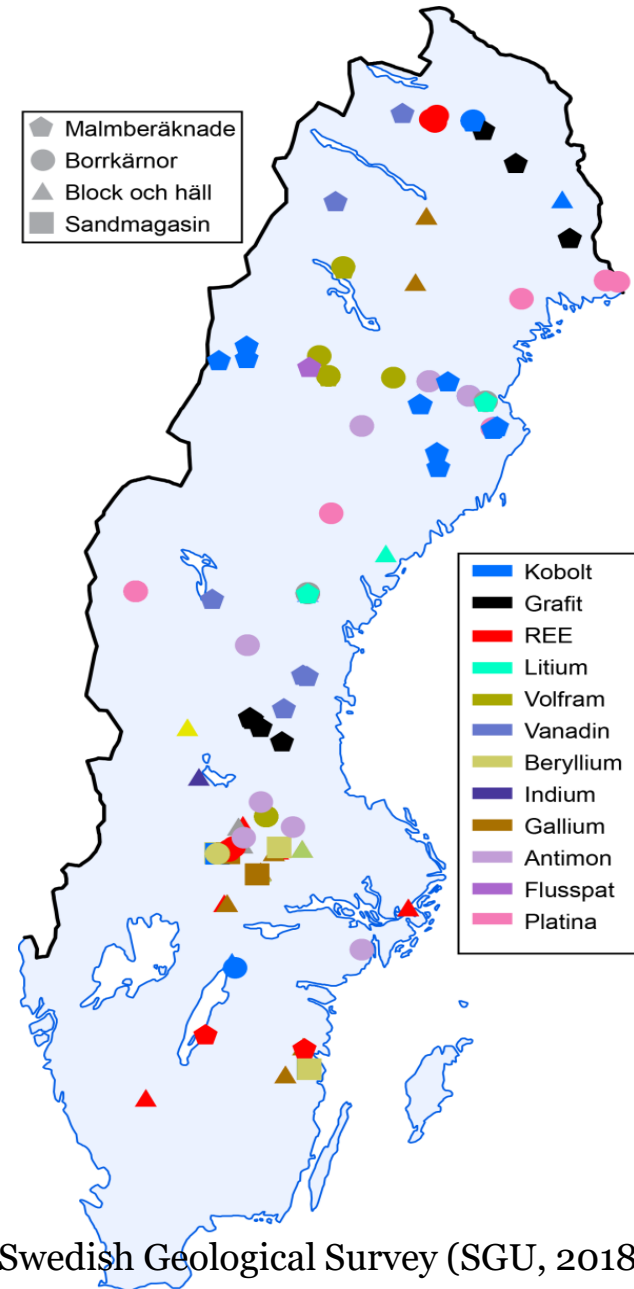 Malmberäknade
Borrkärnor
Block och häll
Sandmagasin
Kobolt
Grafit
REE
Litium
Volfram
Vanadin
Beryllium
Indium
Gallium
Antimon
Flusspat
Platina
Swedish Geological Survey (SGU, 2018